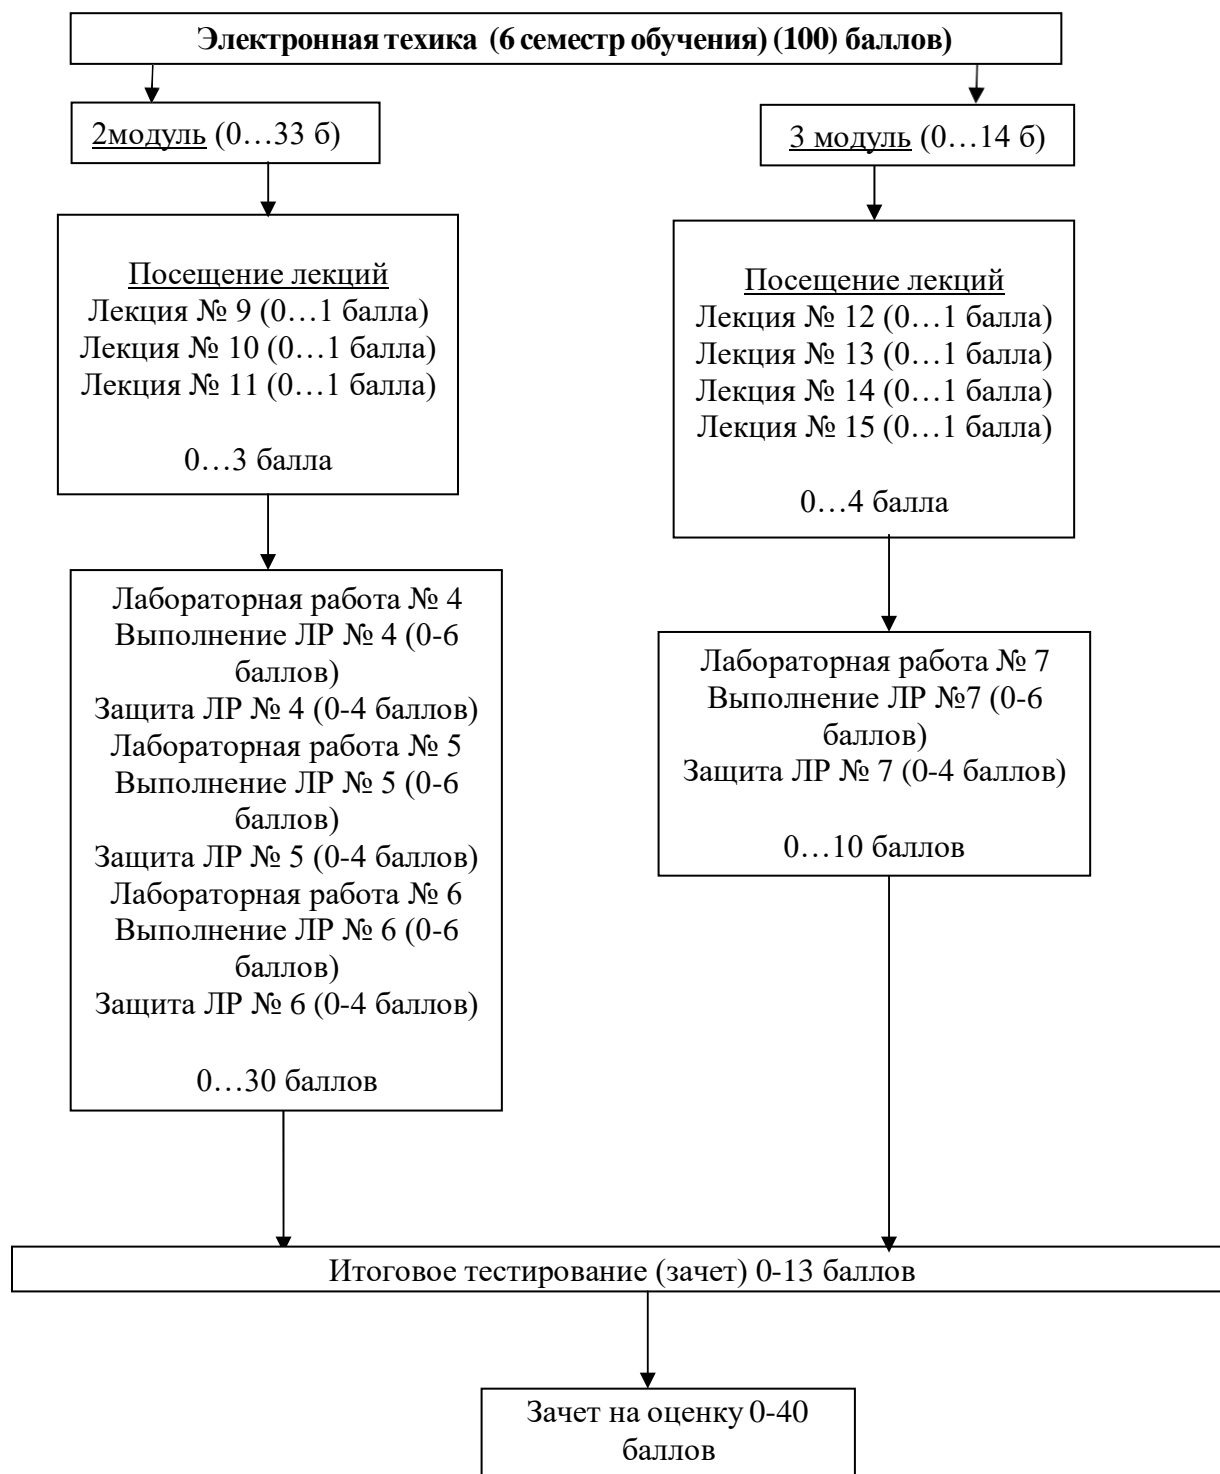 Электронная техика (6 семестр обучения) (100) баллов)
2модуль (0…33 б)
Посещение лекций
Лекция № 9 (0…1 балла)
Лекция № 10 (0…1 балла)
Лекция № 11 (0…1 балла)
0…3 балла
Лабораторная работа № 4
Выполнение ЛР № 4 (0-6
баллов)
Защита ЛР № 4 (0-4 баллов)
Лабораторная работа № 5
Выполнение ЛР № 5 (0-6
баллов)
Защита ЛР № 5 (0-4 баллов)
Лабораторная работа № 6
Выполнение ЛР № 6 (0-6
баллов)
Защита ЛР № 6 (0-4 баллов)
0…30 баллов
3 модуль (0…14 б)
Посещение лекций
Лекция № 12 (0…1 балла)
Лекция № 13 (0…1 балла)
Лекция № 14 (0…1 балла)
Лекция № 15 (0…1 балла)
0…4 балла
Лабораторная работа № 7
Выполнение ЛР №7 (0-6
баллов)
Защита ЛР № 7 (0-4 баллов)
0…10 баллов
Итоговое тестирование (зачет) 0-13 баллов
Зачет на оценку 0-40
баллов